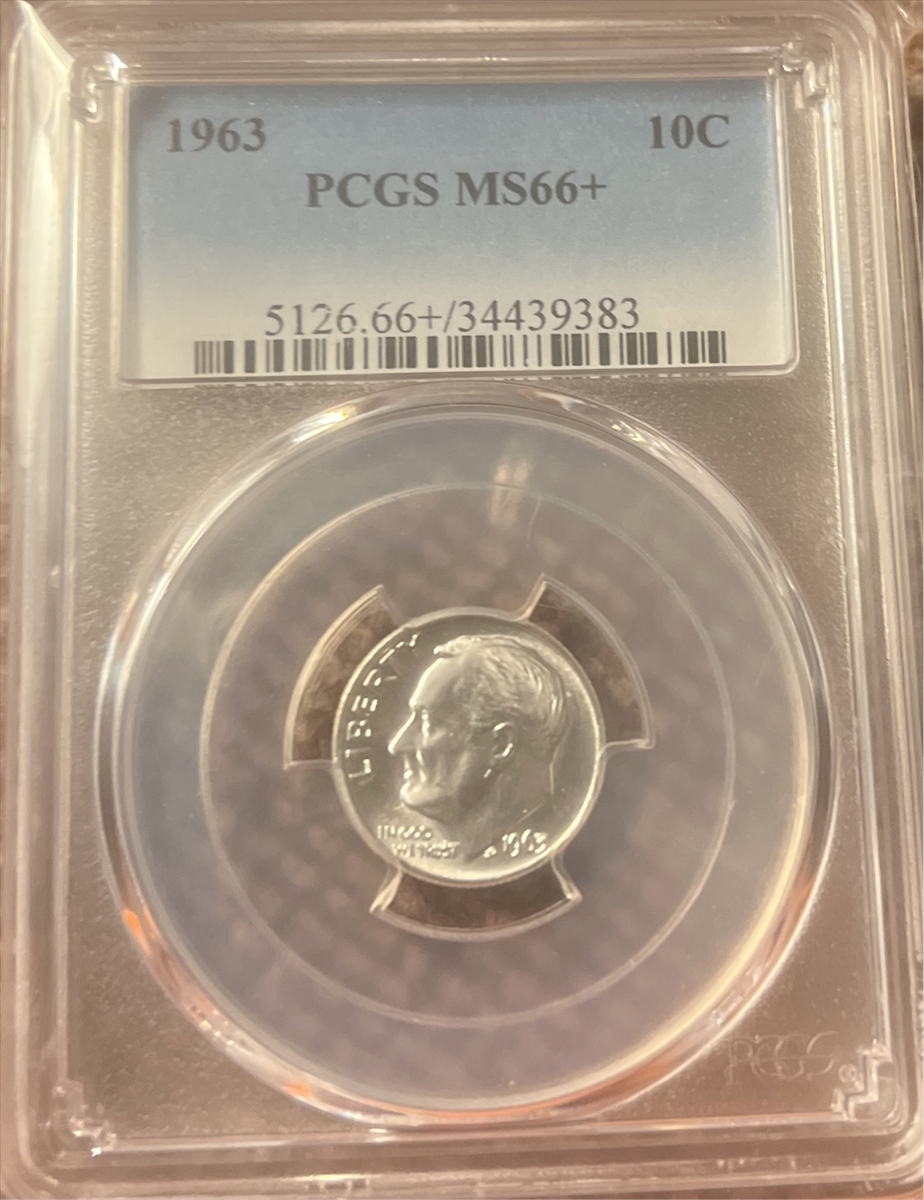 1963 10C
PCGS MS66+
5126.66+/34439383
LIBERTY
IN GOD
WE TRUST
1963
PCGS